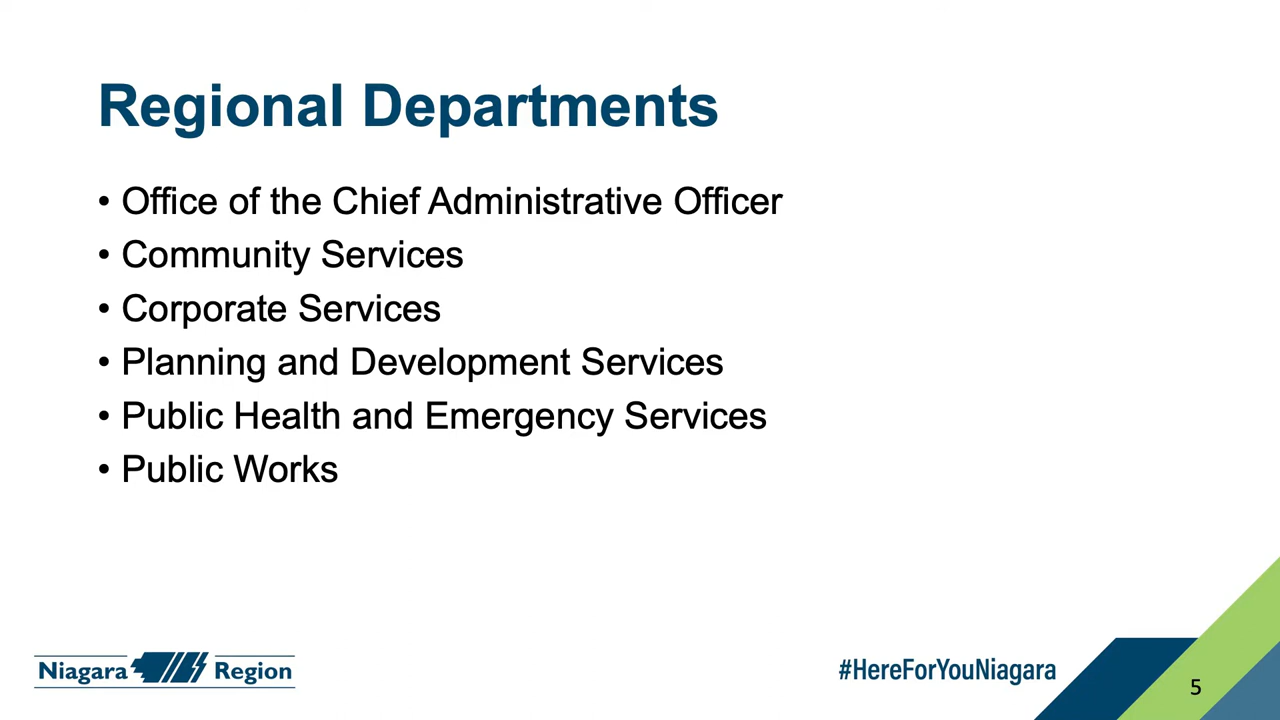 Regional Departments
• Office of the Chief Administrative Officer
• Community Services
• Corporate Services
• Planning and Development Services
• Public Health and Emergency Services
• Public Works
Niagara Region
#HereForYouNiagara
5